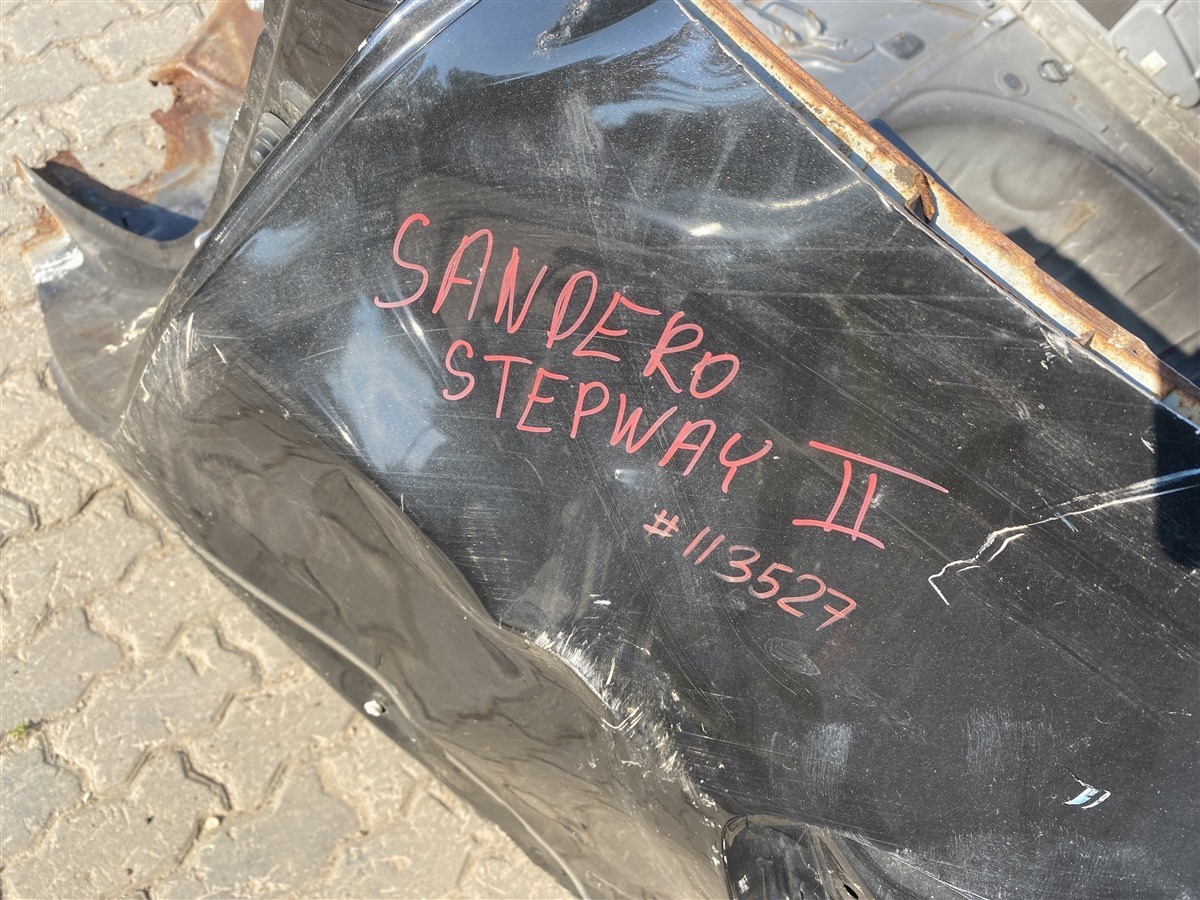 SANDERO
STEPWAY II
#113527